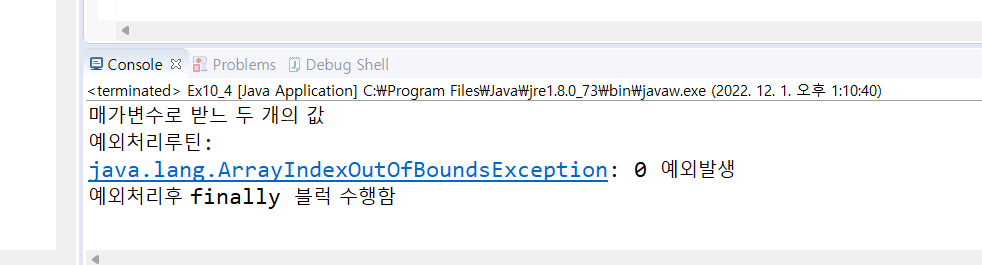 Console Problems Debug Shell
<terminated> Ex10_4 [Java Application] C:₩Program Files₩Java₩jre1.8.0_73₩bin₩javaw.exe (2022. 12. 1. 오후 1:10:40)
매가변수로 받느 두 개의 값
예외처리루틴:
java.lang.ArrayIndexOutOfBoundsException: 0 예외발생
예외처리후 finally 블럭 수행함